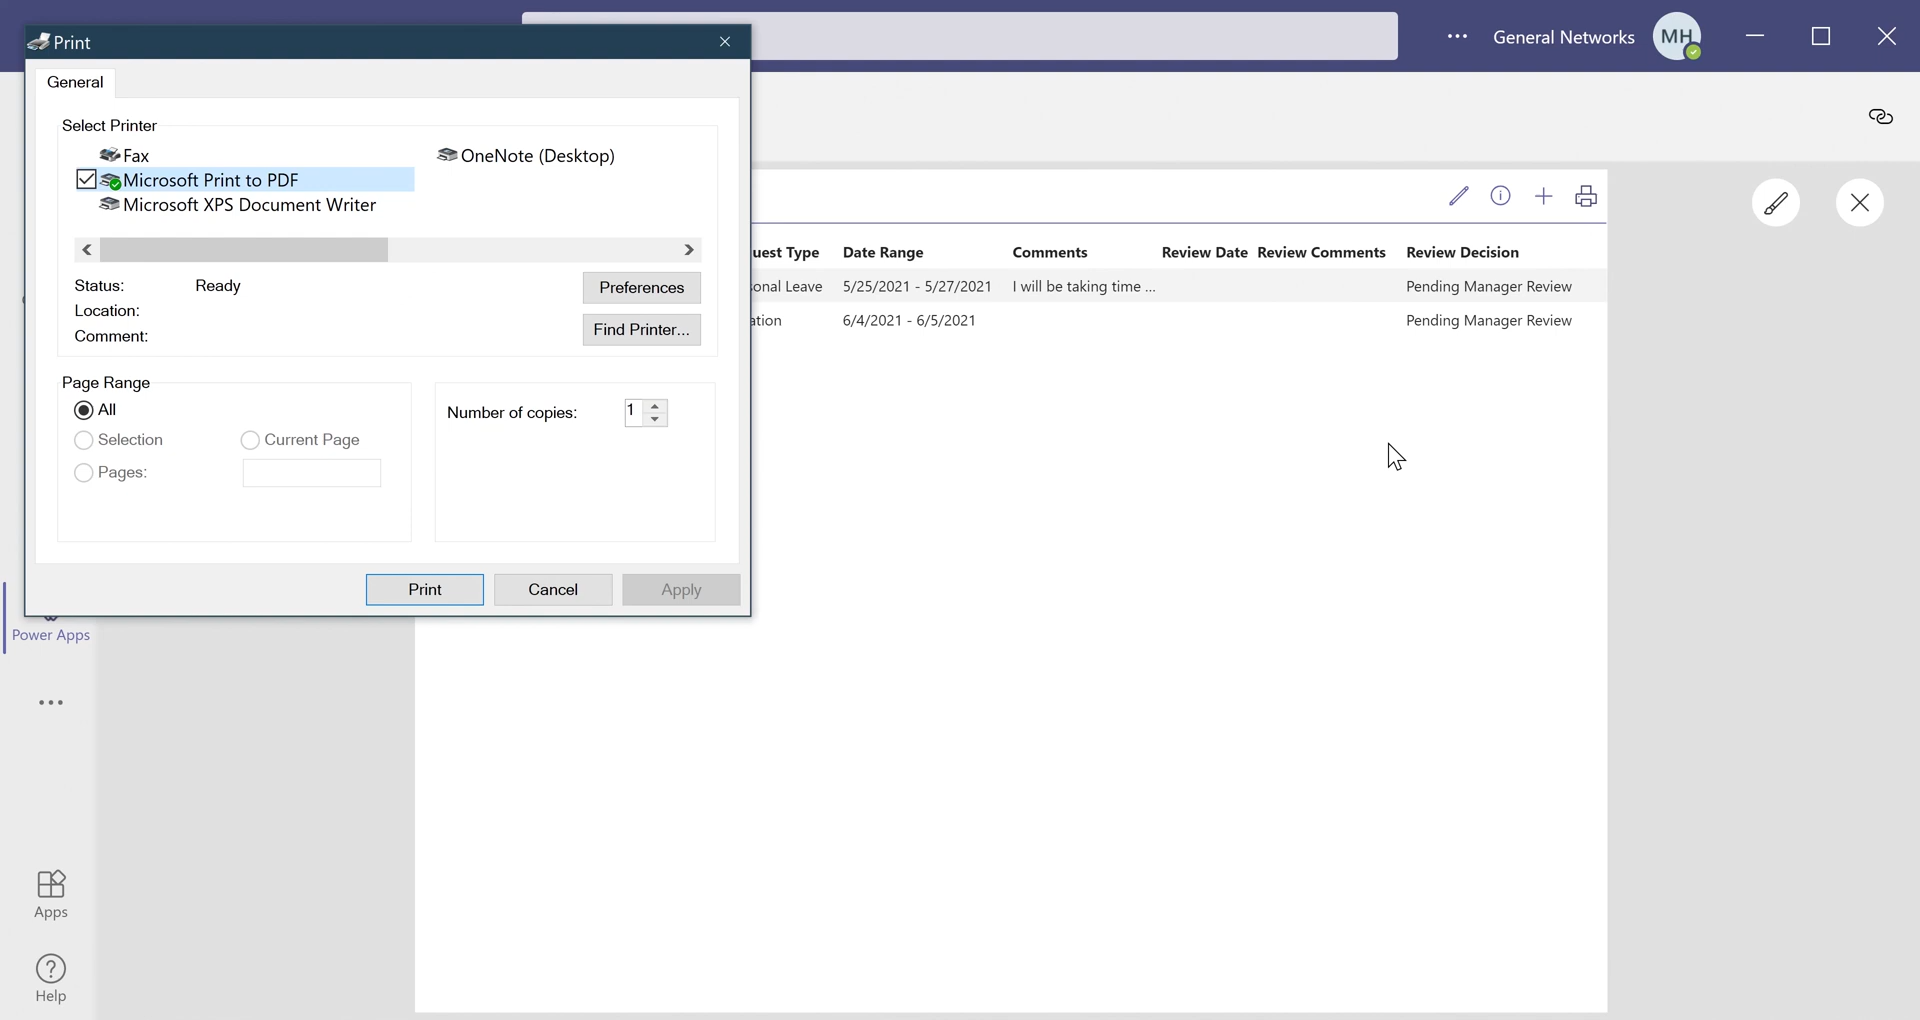 Print
General Networks
MH
General
Select Printer
Fax
OneNote (Desktop)
Microsoft Print to PDF
Microsoft XPS Document Writer
Status: Ready
Preferences
Location:
Find Printer...
Comment:
Page Range
All
Number of copies: 1
Selection
Current Page
Pages:
Print
Cancel
Apply
uest Type Date Range Comments Review Date Review Comments Review Decision
sonal Leave 5/25/2021 - 5/27/2021 I will be taking time ... Pending Manager Review
ation 6/4/2021 - 6/5/2021 Pending Manager Review
Power Apps
Apps
Help